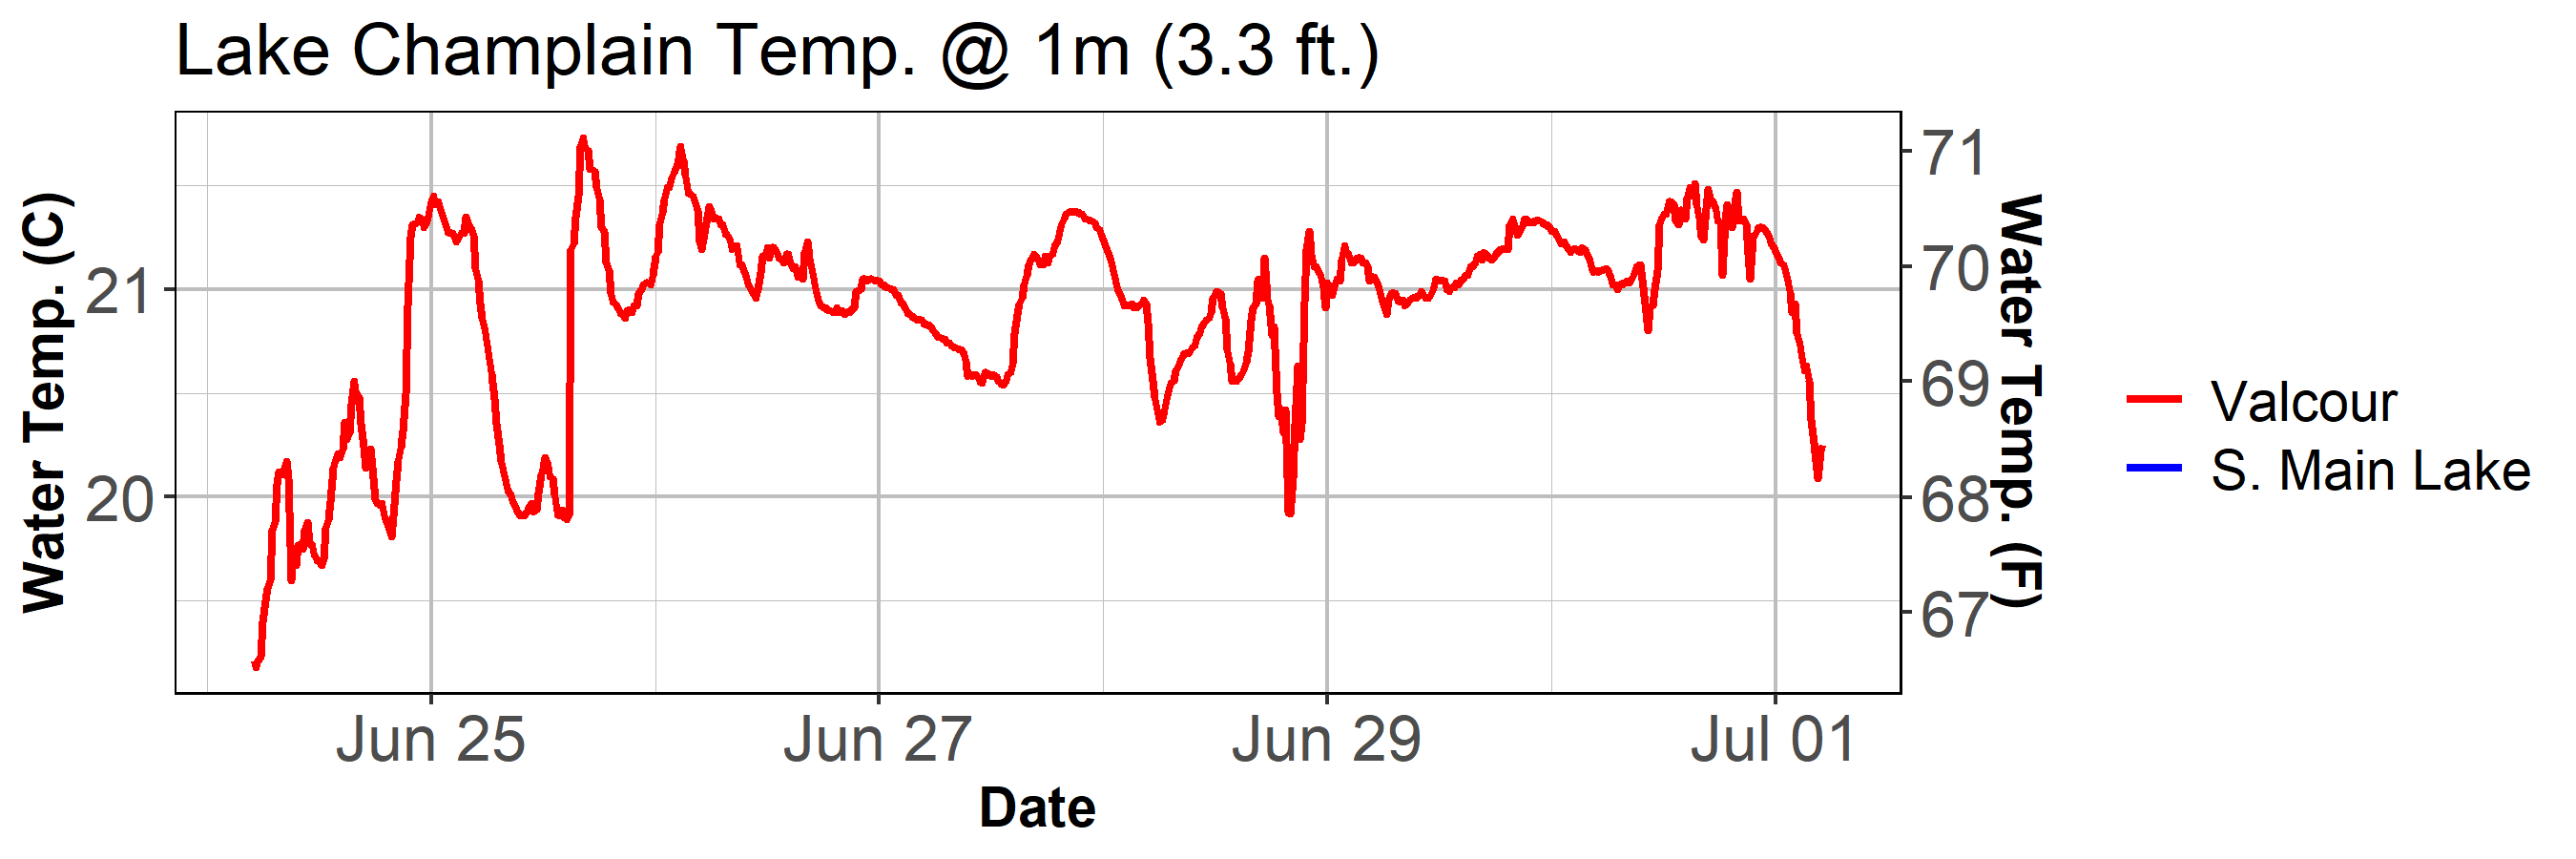 Lake Champlain Temp. @ 1m (3.3 ft.)
Water Temp. (C)
21
20
71
70
69
68
67
Water Temp. (F)
Jun 25
Jun 27
Jun 29
Jul 01
Date
Valcour
S. Main Lake